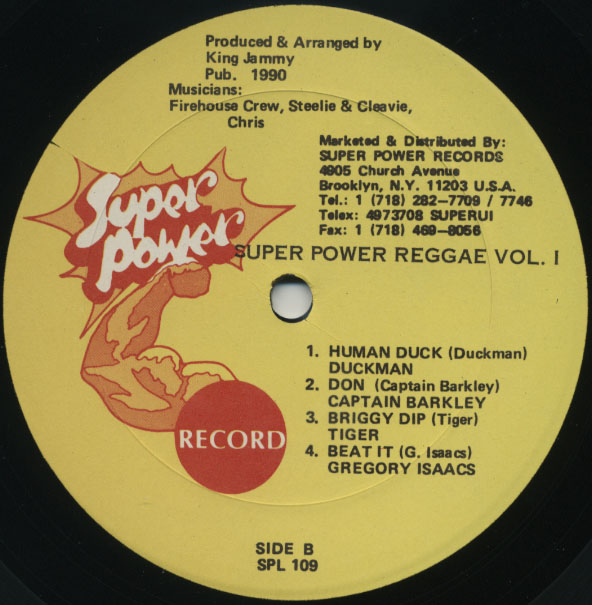 Produced & Arranged by
King Jammy
Pub. 1990
Musicians:
Firehouse Crew, Steelie & Cleavie,
Chris
Marketed & Distributed By:
SUPER POWER RECORDS
4905 Church Avenue
Brooklyn, N.Y. 11203 U.S.A.
Tel.: 1 (718) 282-7709 / 7746
Telex: 4973708 SUPERUI
Fax: 1 (718) 469-8056
Super
Power
SUPER POWER REGGAE VOL. I
1. HUMAN DUCK (Duckman)
DUCKMAN
2. DON (Captain Barkley)
CAPTAIN BARKLEY
3. BRIGGY DIP (Tiger)
TIGER
4. BEAT IT (G. Isaacs)
GREGORY ISAACS
RECORD
SIDE B
SPL 109